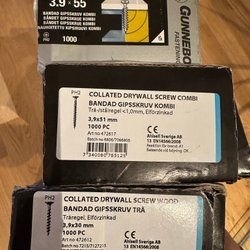 3.9 · 55
BANDAD GIPSSKRUV KOMBI
PH2
1000
GUNNEBO
FASTENING
PH2
COLLATED DRYWALL SCREW COMBI
BANDAD GIPSSKRUV KOMBI
Trä-/stålregel <1,0mm, Elförzinkad
3,9x51 mm
1000 PC
Art no 472617
Ahlsell Sverige AB
13 EN14566:2008
COLLATED DRYWALL SCREW WOOD
BANDAD GIPSSKRUV TRÄ
Träregel, Elförzinkad
PH2
3,9x30 mm
1000 PC
Art no 472612
Ahlsell Sverige AB
13 EN14566:2008